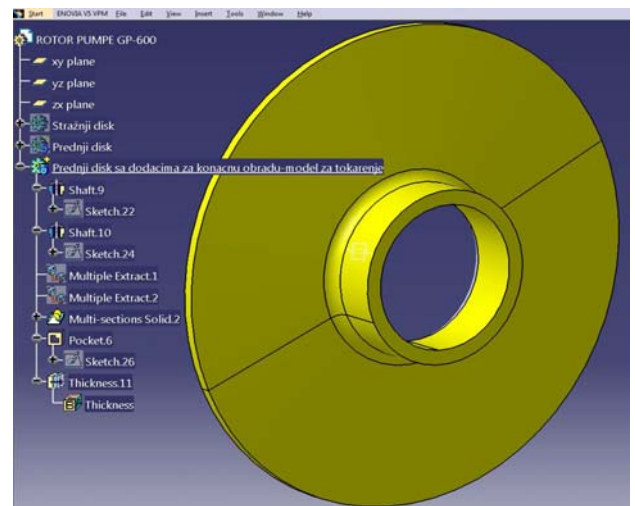 Start ENOVIA V5 VPM File Edit View Insert Tools Window Help
ROTOR PUMPE GP-600
xy plane
yz plane
zx plane
Stražnji disk
Prednji disk
Prednji disk sa dodacima za konacnu obradu-model za tokarenje
Shaft.9
Sketch.22
Shaft.10
Sketch.24
Multiple Extract.1
Multiple Extract.2
Multi-sections Solid.2
Pocket.6
Sketch.26
Thickness.11
Thickness